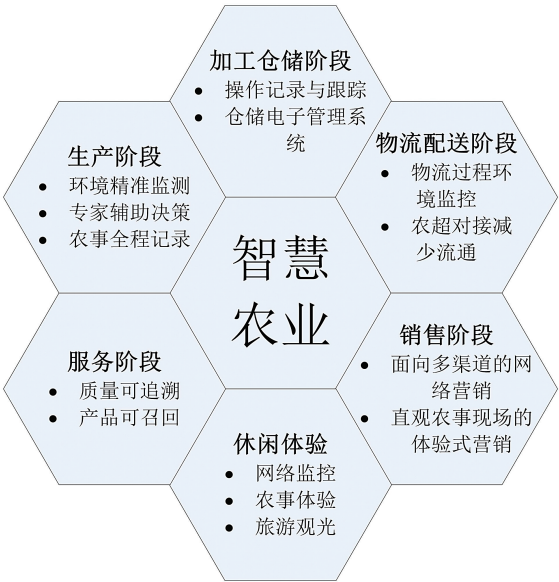 加工仓储阶段
● 操作记录与跟踪
● 仓储电子管理系
统
物流配送阶段
● 物流过程环
境监控
● 农超对接减
少流通
生产阶段
● 环境精准监测
● 专家辅助决策
● 农事全程记录
智慧
农业
销售阶段
● 面向多渠道的网
络营销
● 直观农事现场的
体验式营销
服务阶段
● 质量可追溯
● 产品可召回
休闲体验
● 网络监控
● 农事体验
● 旅游观光